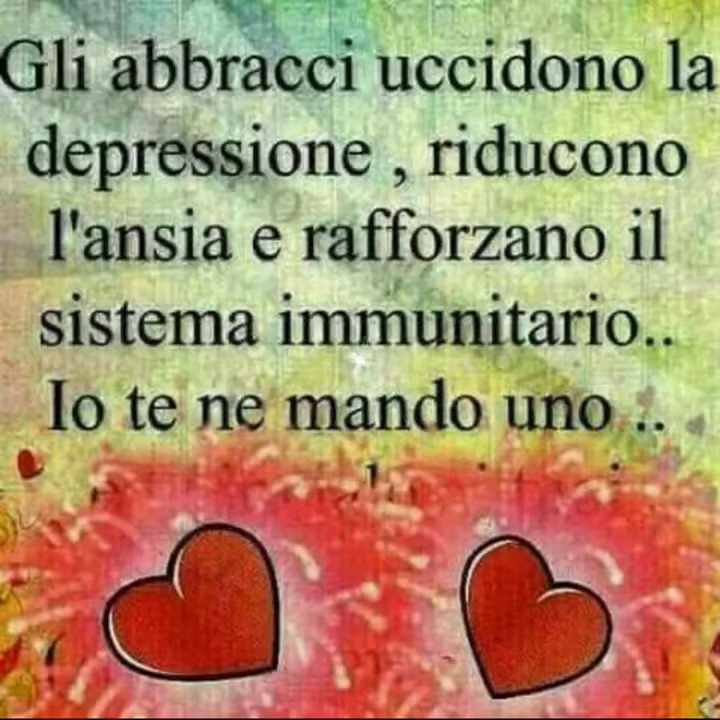 Gli abbracci uccidono la
depressione , riducono
l'ansia e rafforzano il
sistema immunitario..
Io te ne mando uno ..